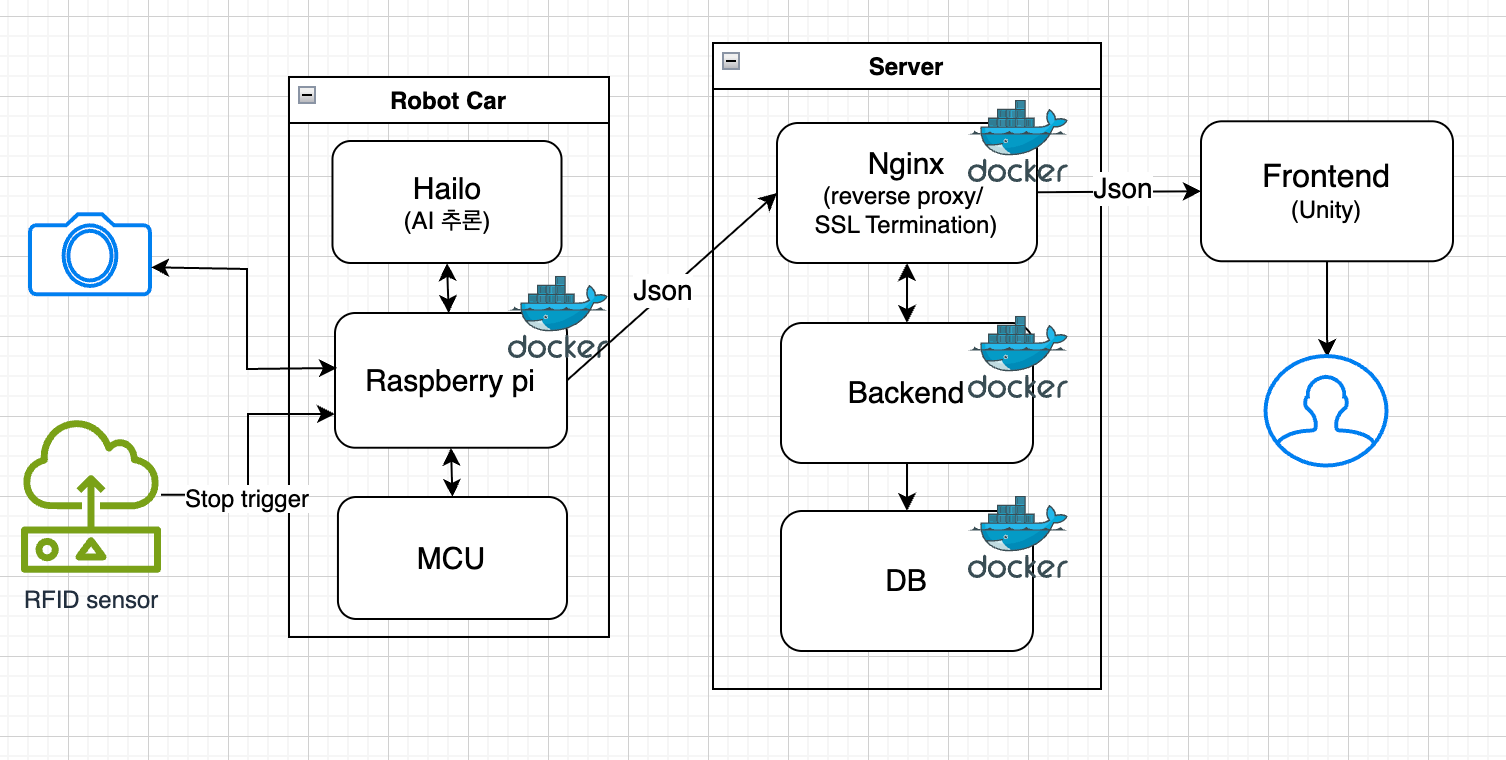 Robot Car
Hailo
(AI 추론)
docker
Raspberry pi
Stop trigger
MCU
RFID sensor
Json
Server
docker
Nginx
(reverse proxy/
SSL Termination)
docker
Backend
docker
DB
Json
Frontend
(Unity)